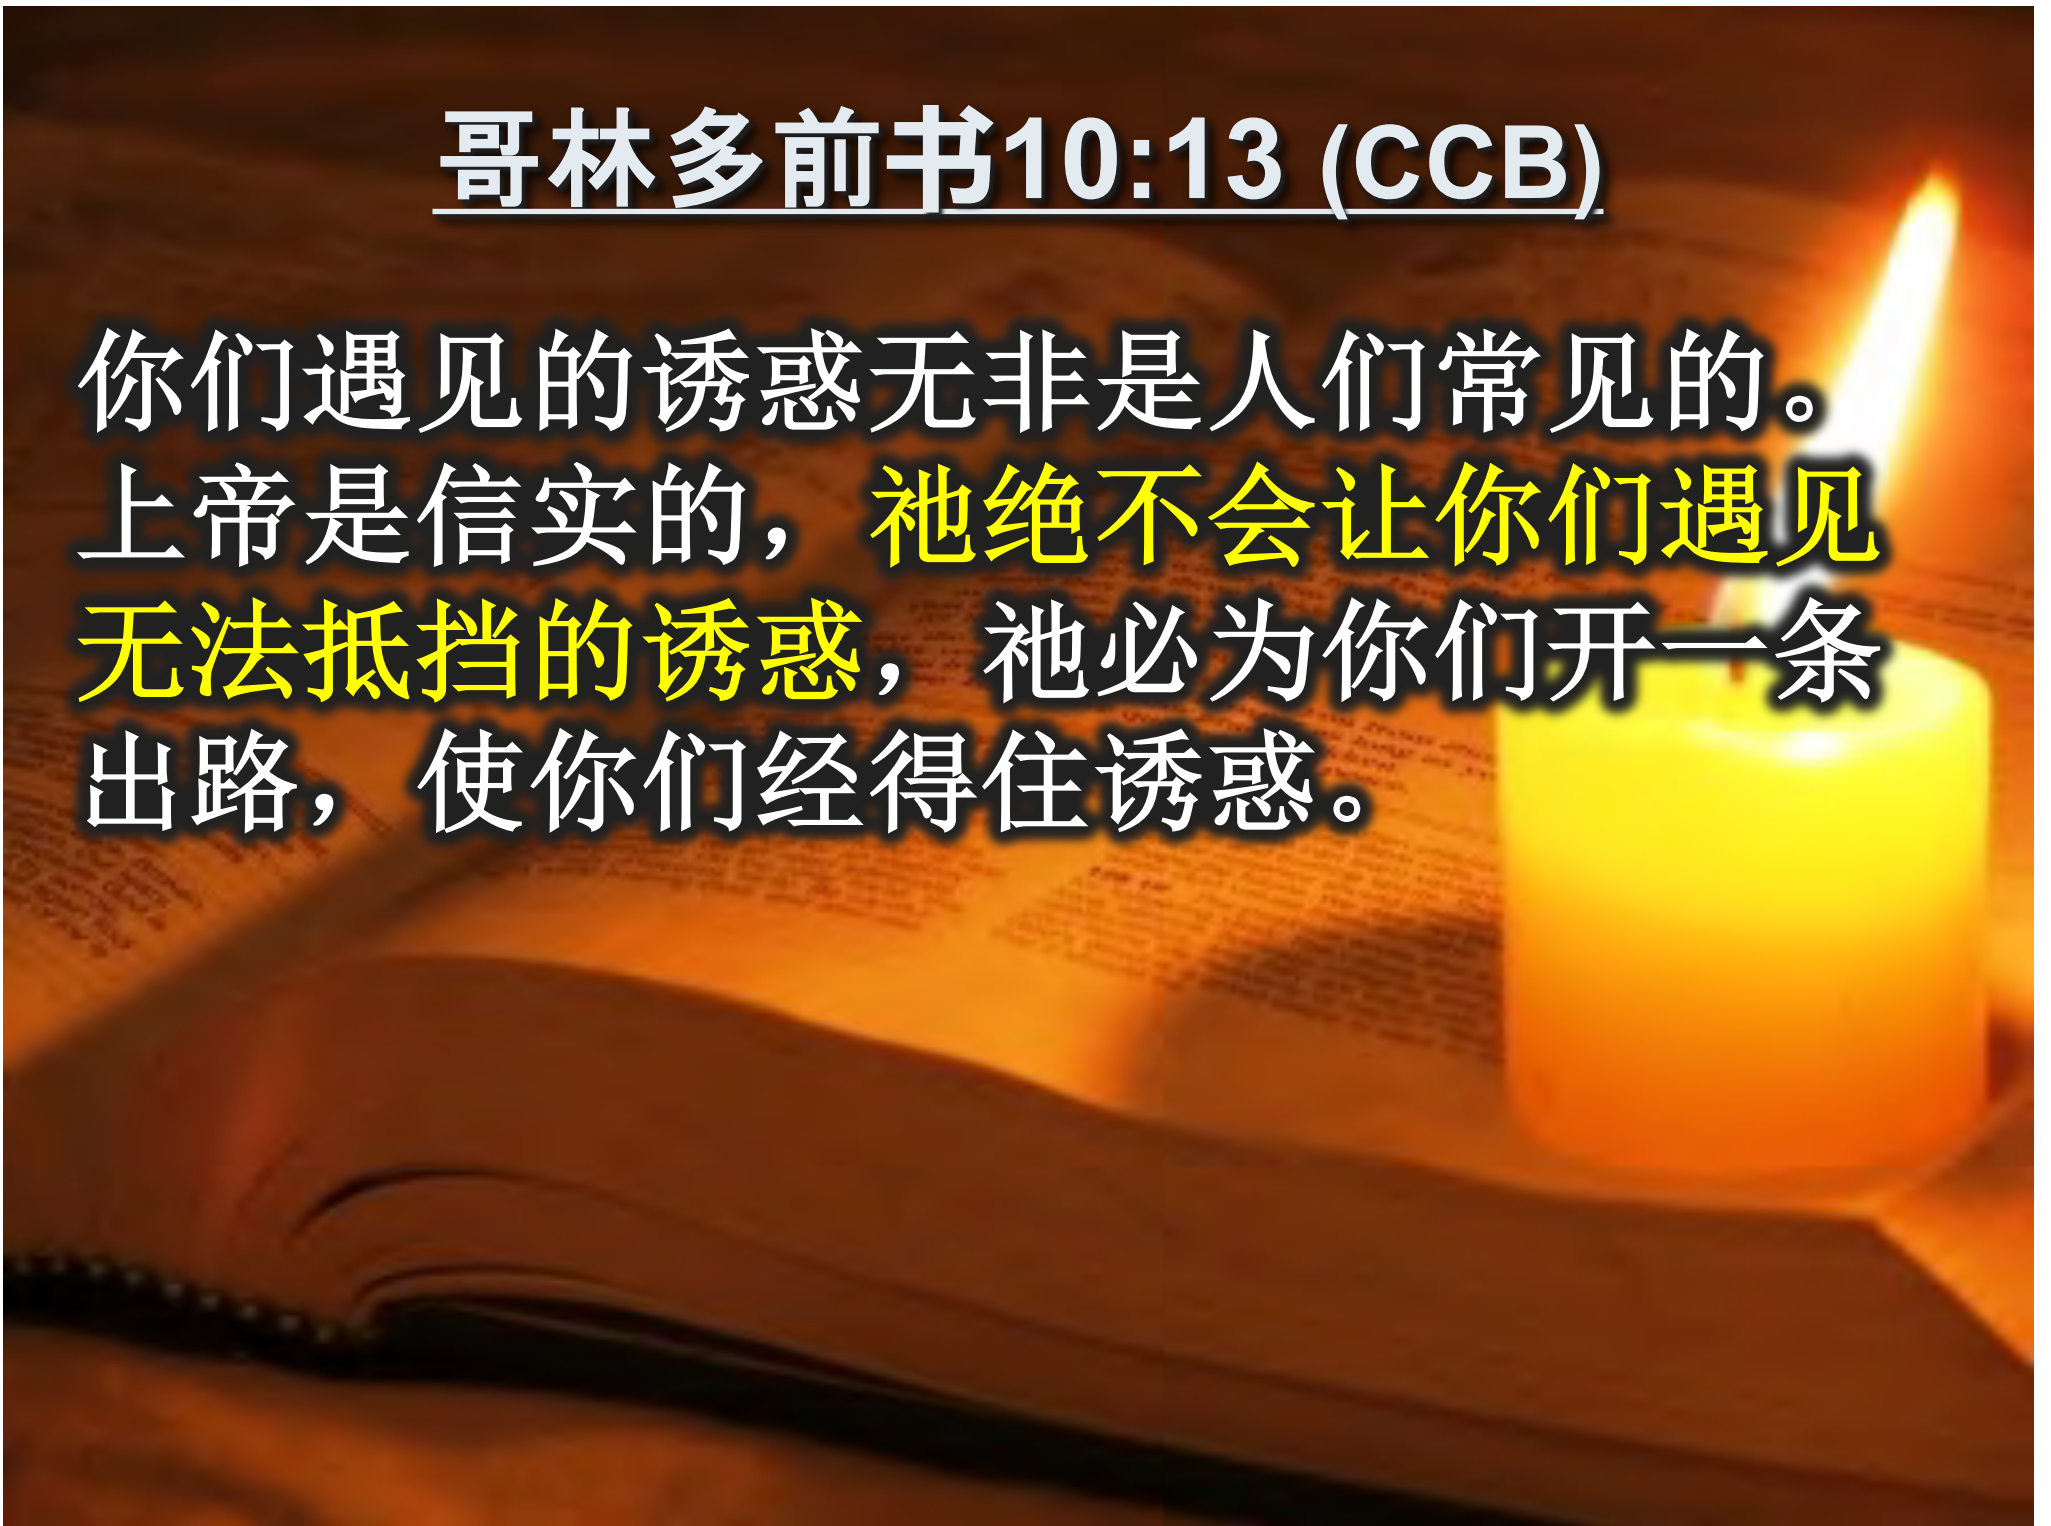 哥林多前书10:13 (CCB)
你们遇见的诱惑无非是人们常见的。
上帝是信实的，祂绝不会让你们遇见
无法抵挡的诱惑，祂必为你们开一条
出路，使你们经得住诱惑。